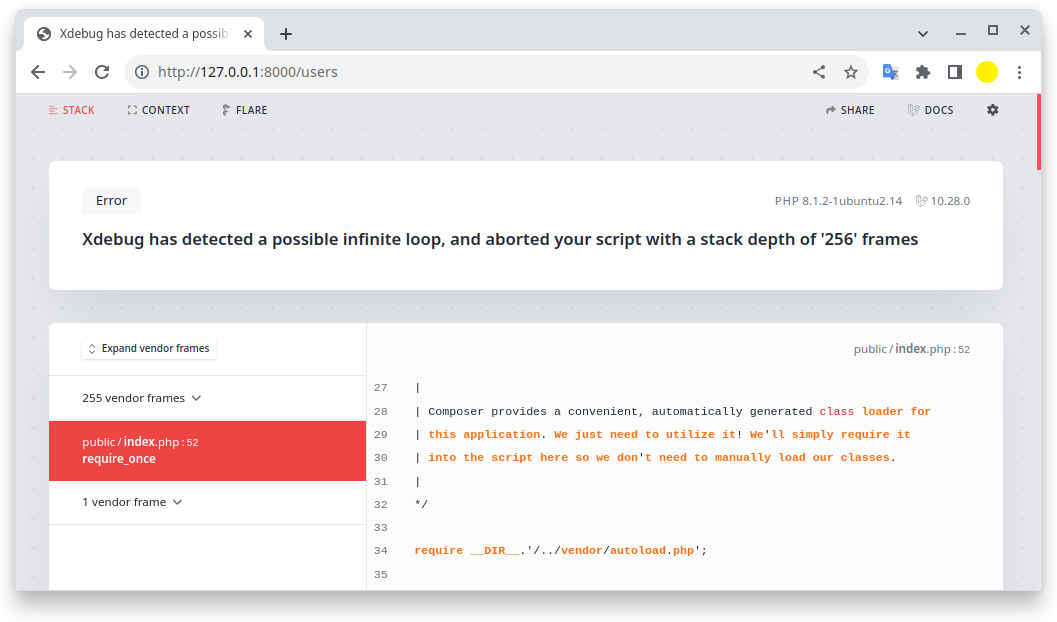 Xdebug has detected a possib
http://127.0.0.1:8000/users
STACK CONTEXT FLARE SHARE DOCS
Error PHP 8.1.2-1ubuntu2.14 10.28.0
Xdebug has detected a possible infinite loop, and aborted your script with a stack depth of '256' frames
Expand vendor frames
255 vendor frames
public/index.php:52
require_once
1 vendor frame
public/index.php:52
27 |
28 | Composer provides a convenient, automatically generated class loader for
29 | this application. We just need to utilize it! We'll simply require it
30 | into the script here so we don't need to manually load our classes.
31 |
32 */
33
34 require __DIR__.'/../vendor/autoload.php';
35